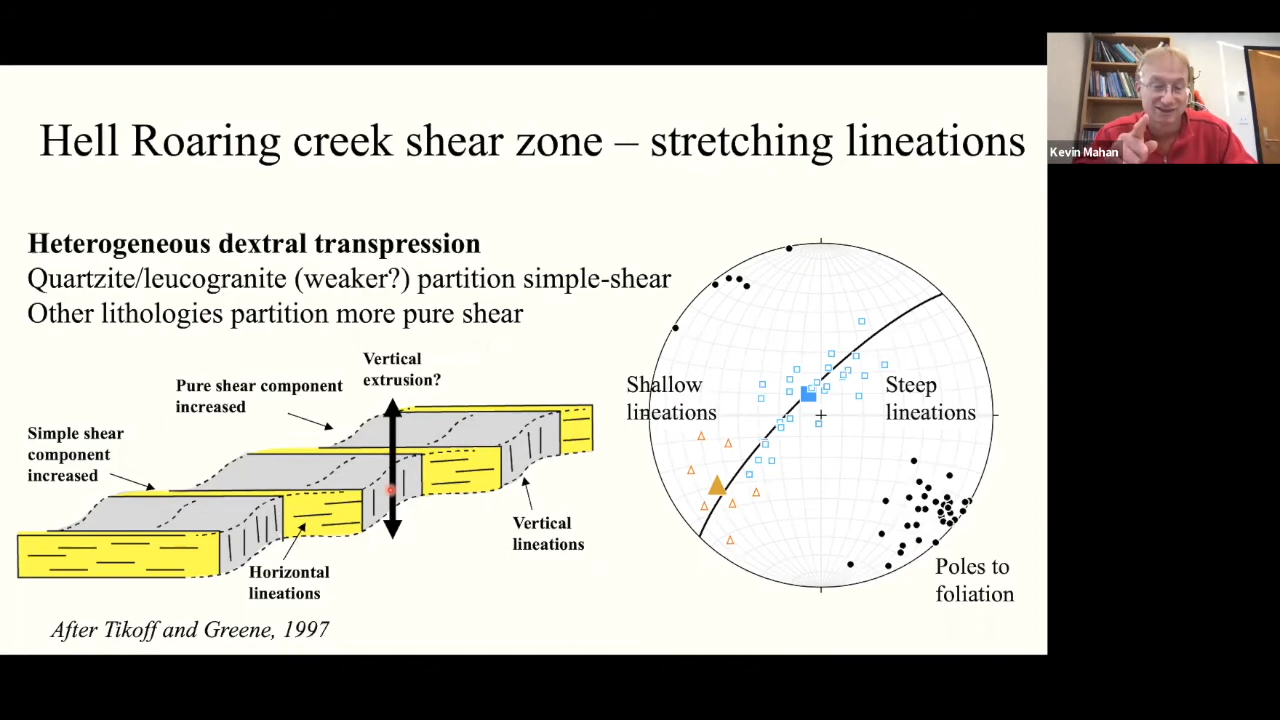 Hell Roaring creek shear zone – stretching lineations
Kevin Mahan
Heterogeneous dextral transpression
Quartzite/leucogranite (weaker?) partition simple-shear
Other lithologies partition more pure shear
Vertical
extrusion?
Pure shear component
increased
Simple shear
component
increased
Horizontal
lineations
Vertical
lineations
After Tikoff and Greene, 1997
Shallow
lineations
Steep
lineations
Poles to
foliation